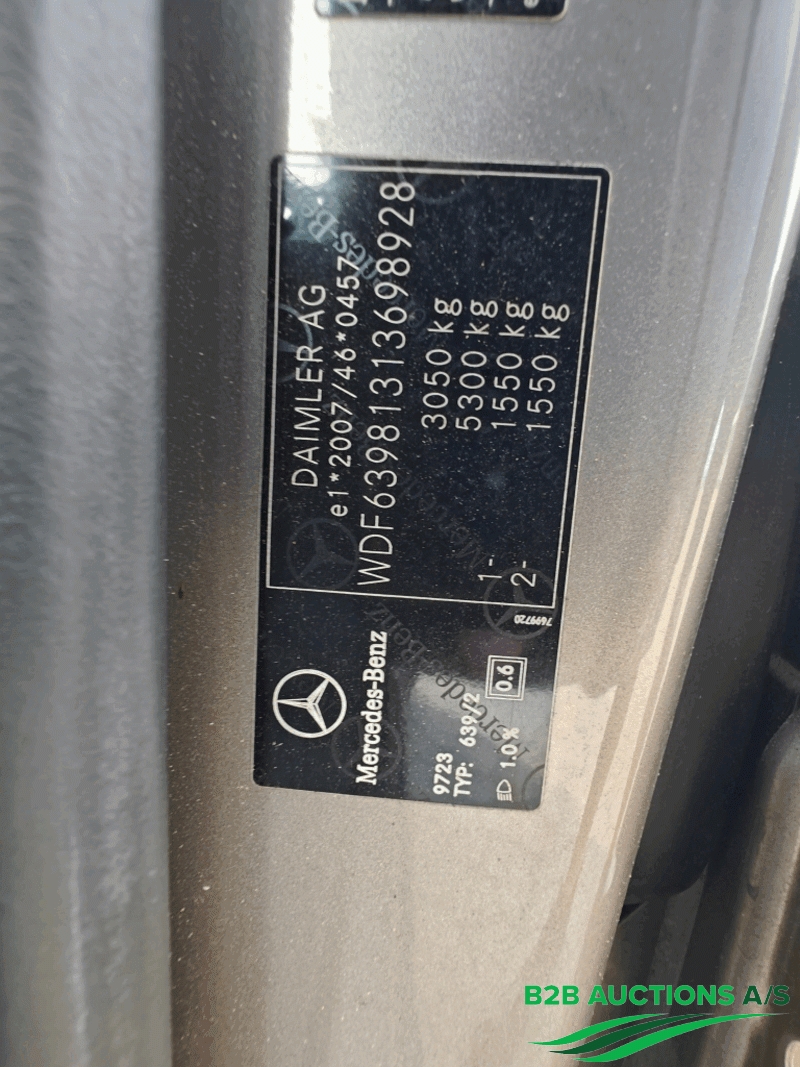 DAIMLER AG
e1*2007/46*0457
WDF63981313698928
3050 kg
5300 kg
1- 1550 kg
2- 1550 kg
Mercedes-Benz
9723
TYP: 639/2
1.0% 0.6
7699720
B2B AUCTIONS A/S